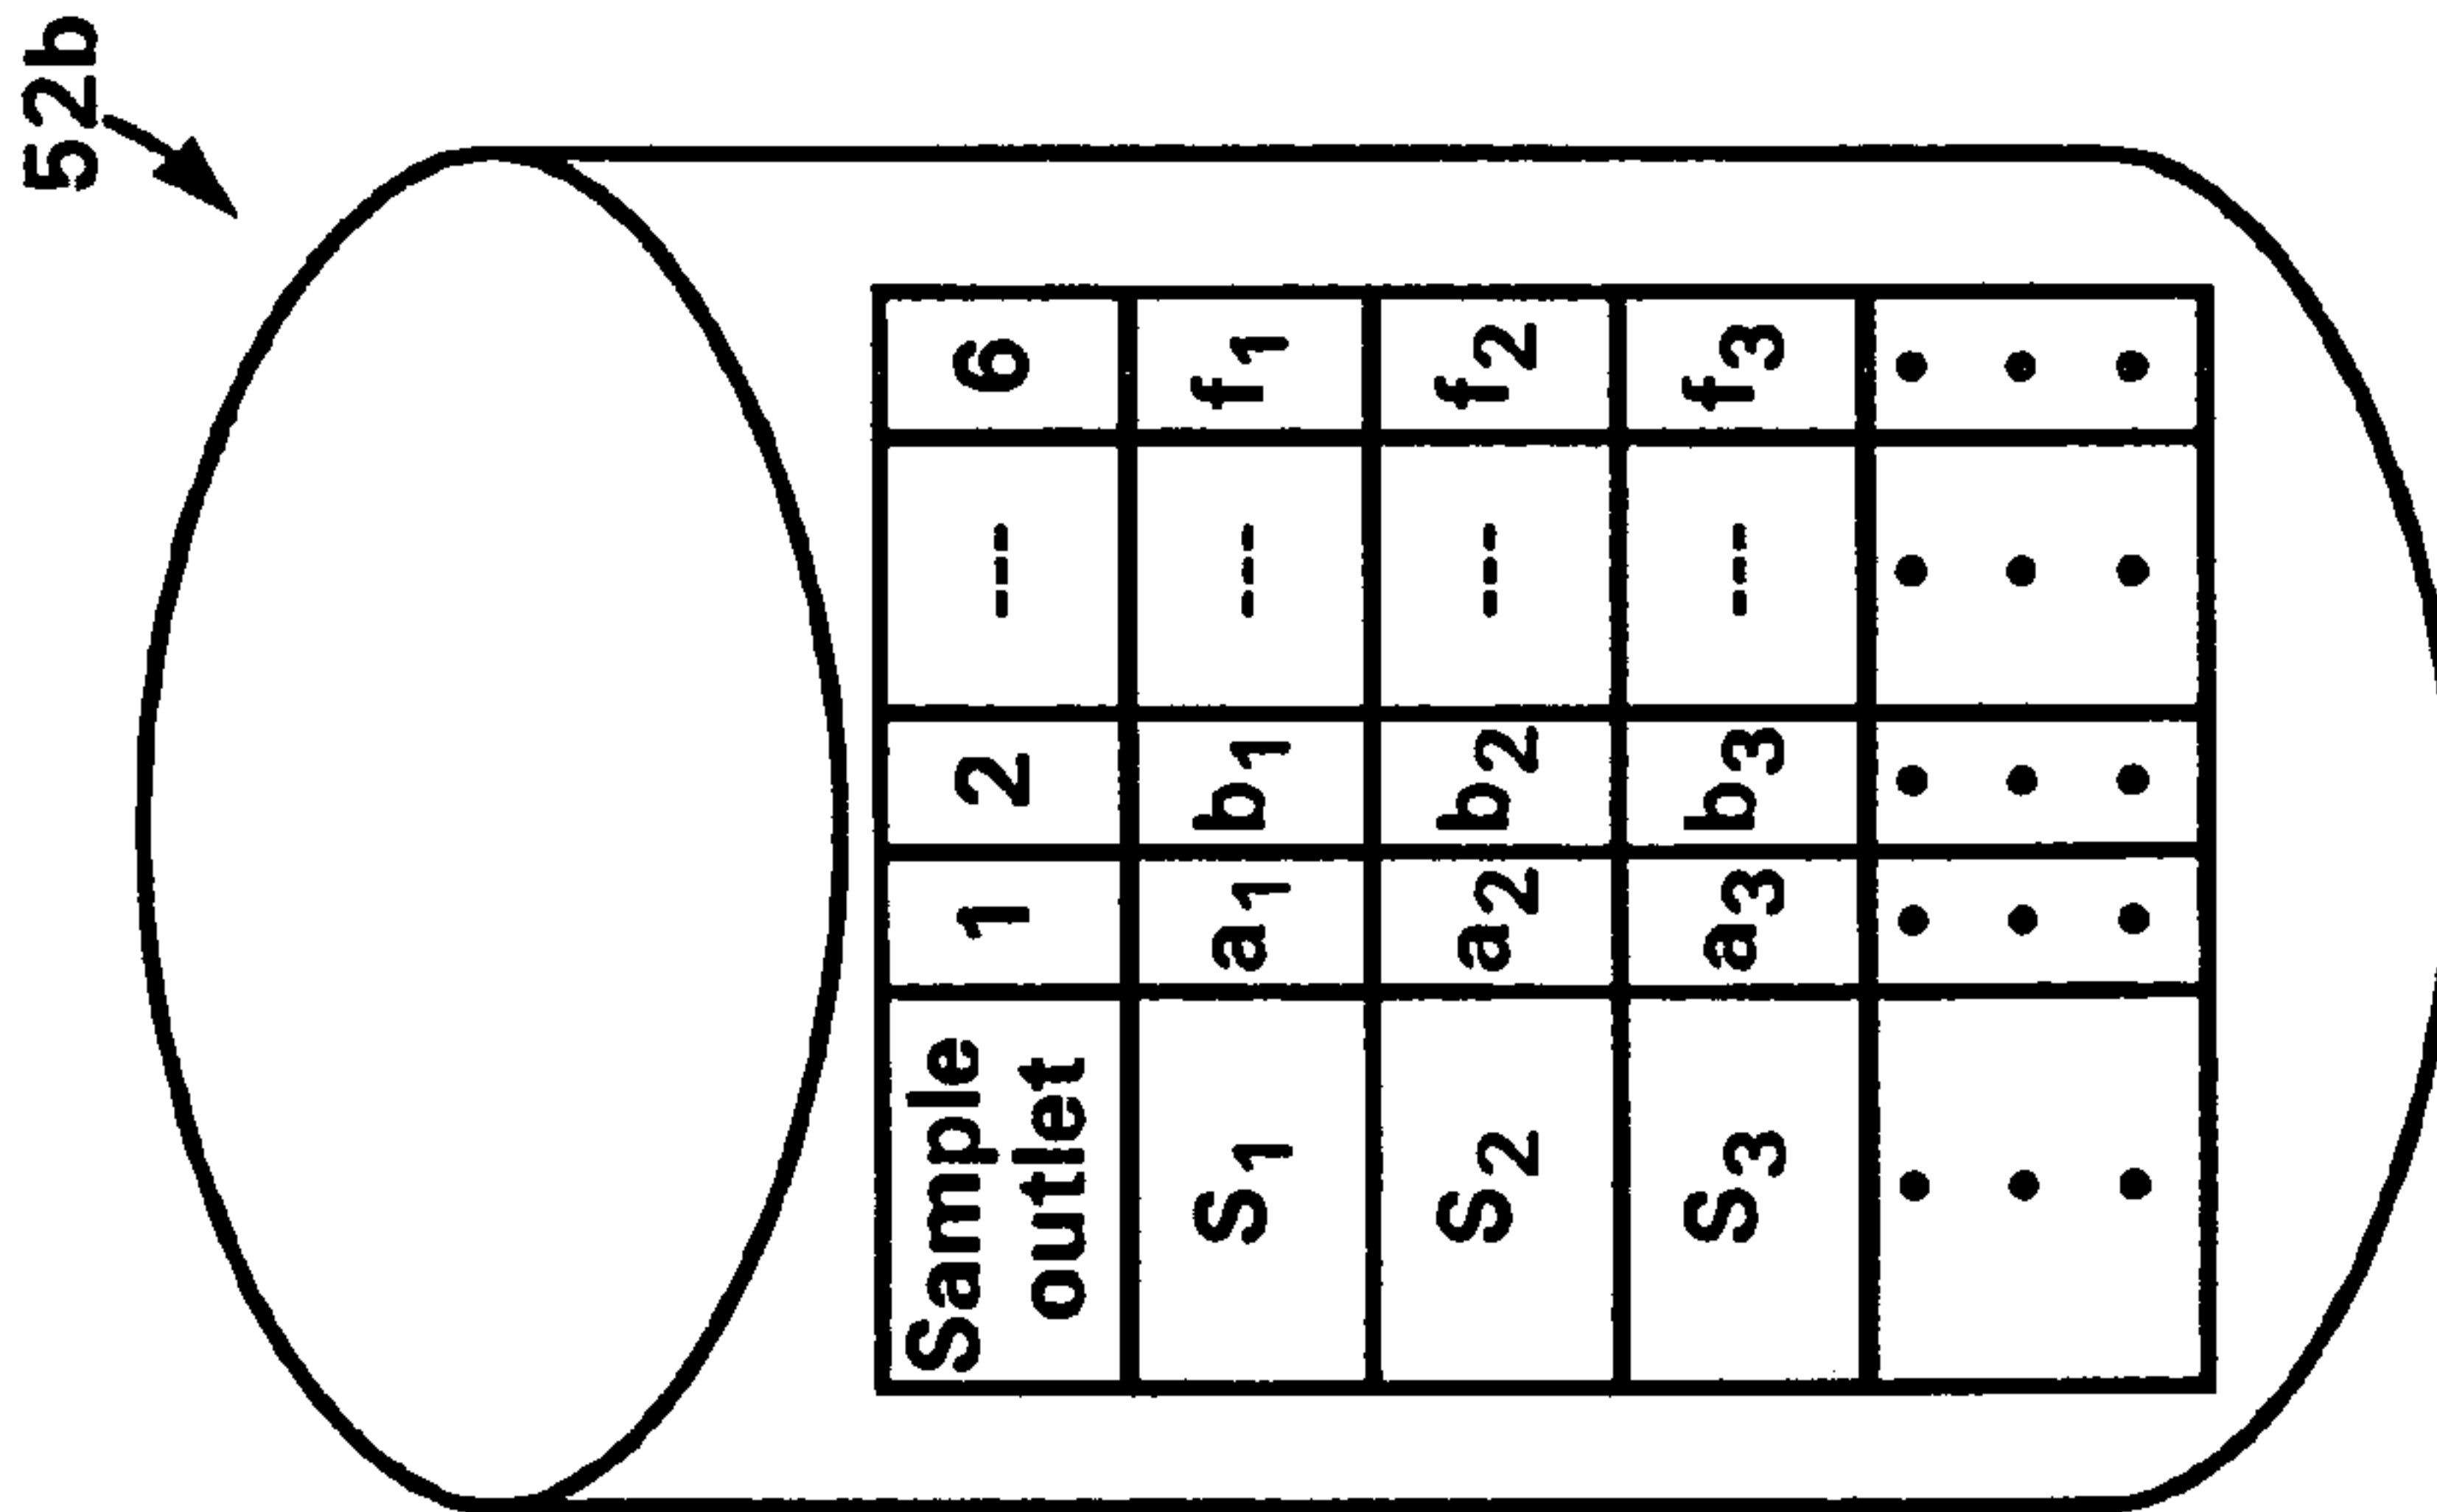 52b
Sample outlet 1 2 --- 6
S1 a1 b1 --- f1
S2 a2 b2 --- f2
S3 a3 b3 --- f3